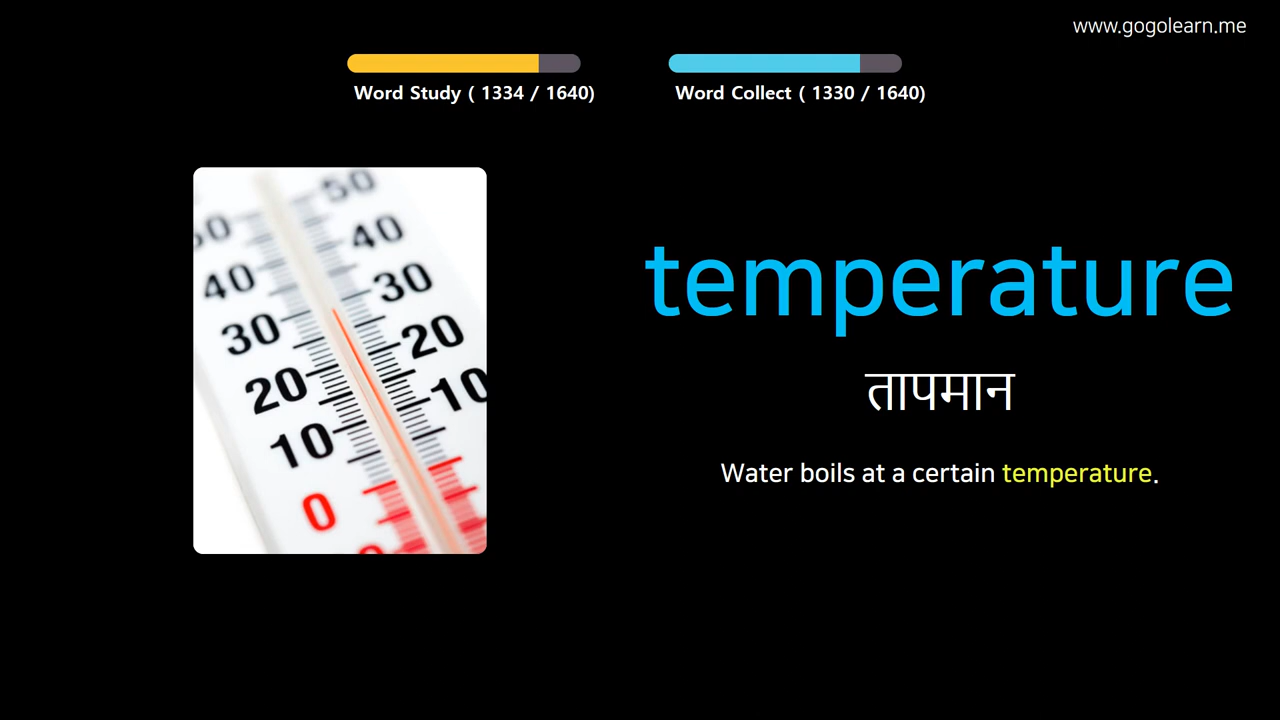 www.gogolearn.me
Word Study ( 1334 / 1640)
Word Collect ( 1330 / 1640)
50
50
40
40
30
30
20
20
10
10
0
temperature
तापमान
Water boils at a certain temperature.